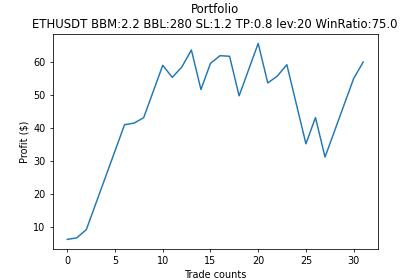 Portfolio
ETHUSDT BBM:2.2 BBL:280 SL:1.2 TP:0.8 lev:20 WinRatio:75.0
Profit ($)
60
50
40
30
20
10
0 5 10 15 20 25 30
Trade counts